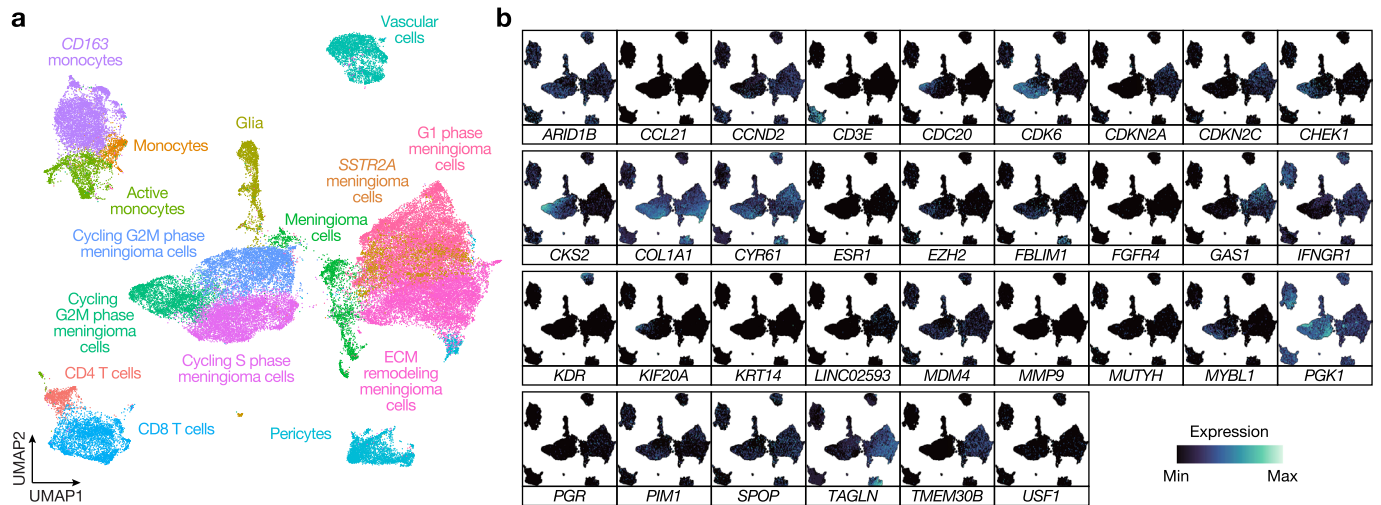 a
CD163
monocytes
Vascular
cells
Glia
G1 phase
meningioma
cells
Monocytes
SSTR2A
meningioma
cells
Active
monocytes
Meningioma
cells
Cycling G2M phase
meningioma cells
Cycling
G2M phase
meningioma
cells
Cycling S phase
meningioma cells
ECM
remodeling
meningioma
cells
CD4 T cells
CD8 T cells
Pericytes
UMAP2
UMAP1
b
ARID1B CCL21 CCND2 CD3E CDC20 CDK6 CDKN2A CDKN2C CHEK1
CKS2 COL1A1 CYR61 ESR1 EZH2 FBLIM1 FGFR4 GAS1 IFNGR1
KDR KIF20A KRT14 LINC02593 MDM4 MMP9 MUTYH MYBL1 PGK1
PGR PIM1 SPOP TAGLN TMEM30B USF1
Expression
Min Max